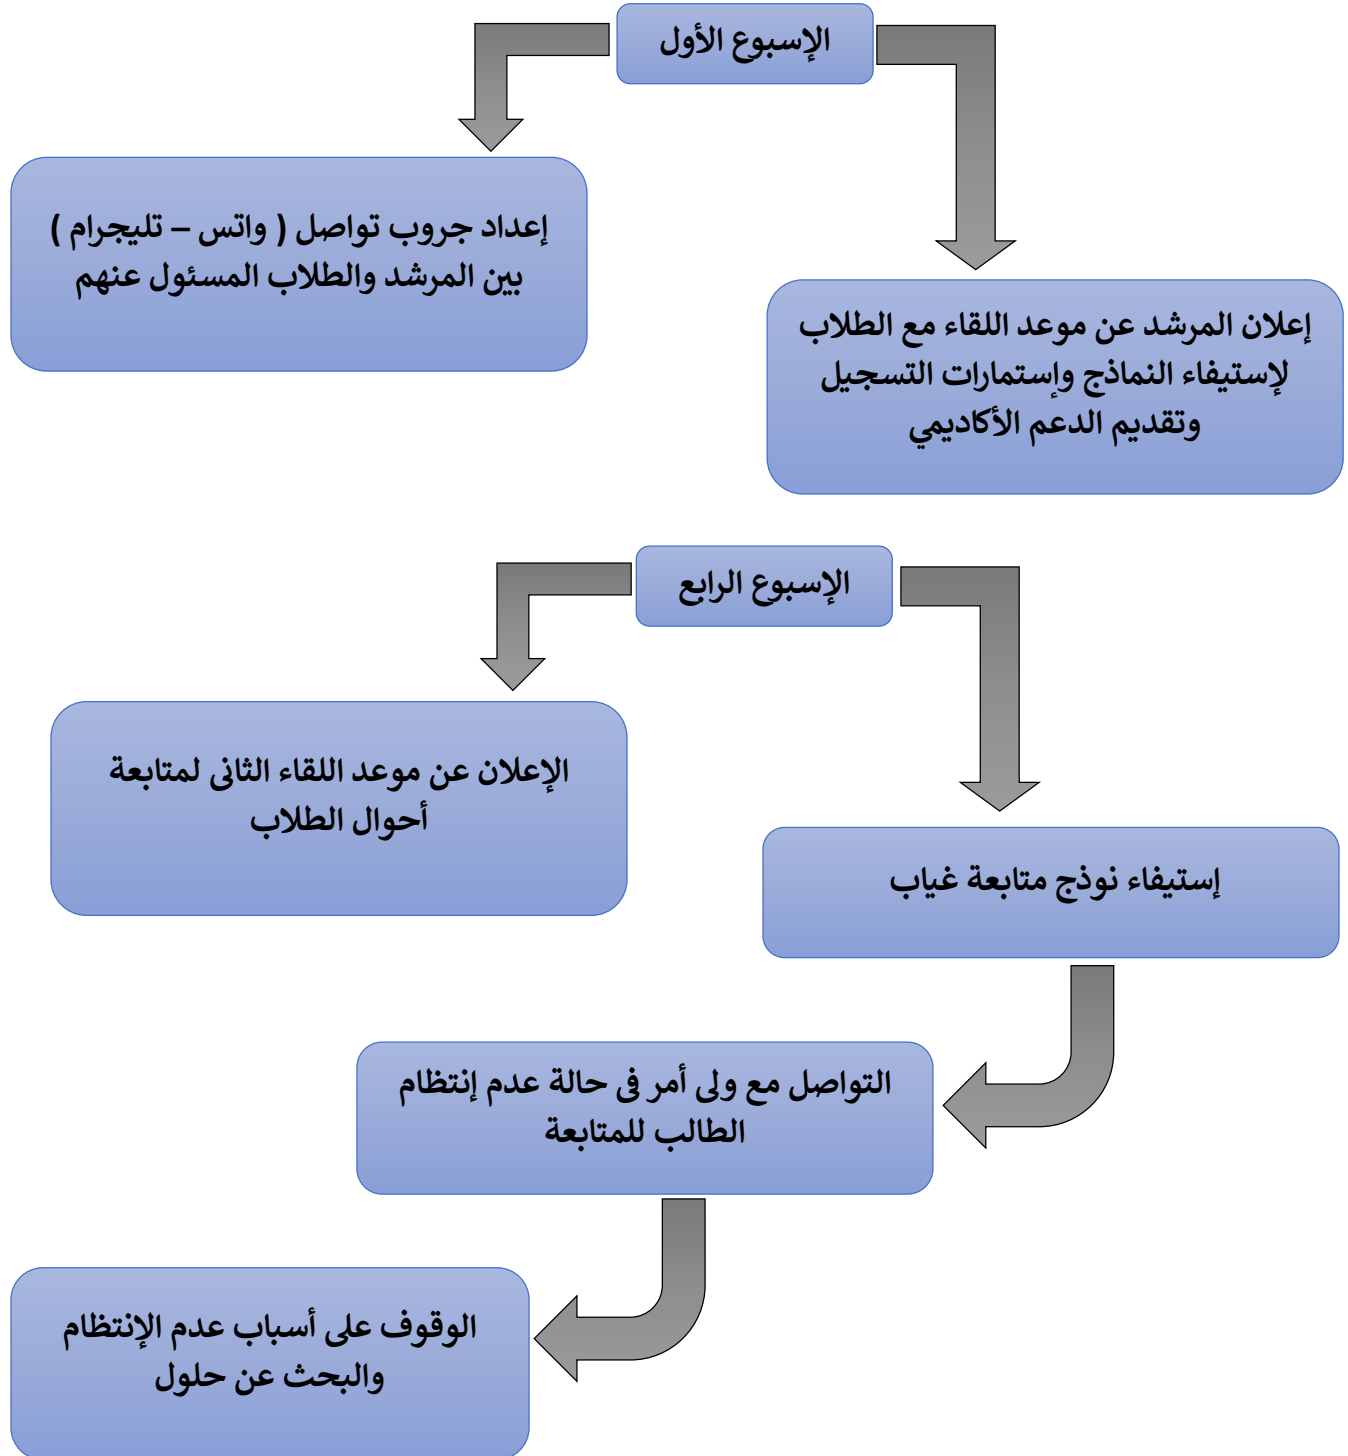 الإسبوع الأول
إعداد جروب تواصل ( واتس – تليجرام )
بين المرشد والطلاب المسئول عنهم
إعلان المرشد عن موعد اللقاء مع الطلاب
لإستيفاء النماذج وإستمارات التسجيل
وتقديم الدعم الأكاديمي
الإسبوع الرابع
الإعلان عن موعد اللقاء الثانى لمتابعة
أحوال الطلاب
إستيفاء نوذج متابعة غياب
التواصل مع ولى أمر فى حالة عدم إنتظام
الطالب للمتابعة
الوقوف على أسباب عدم الإنتظام
والبحث عن حلول